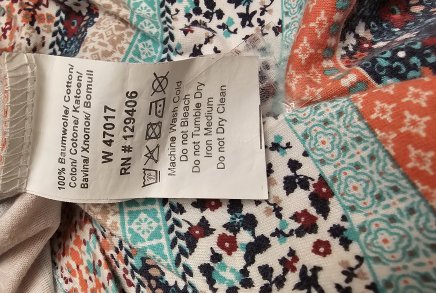 100% Baumwolle/ Cotton/
Coton/ Cotone/ Katoen/
Bavlna/ Хлопок/ Bomull
W 47017
RN # 129406
Machine Wash Cold
Do not Bleach
Do not Tumble Dry
Iron Medium
Do not Dry Clean